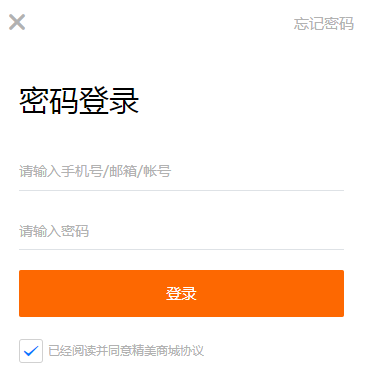 忘记密码
密码登录
请输入手机号/邮箱/帐号
请输入密码
登录
已经阅读并同意精美商城协议